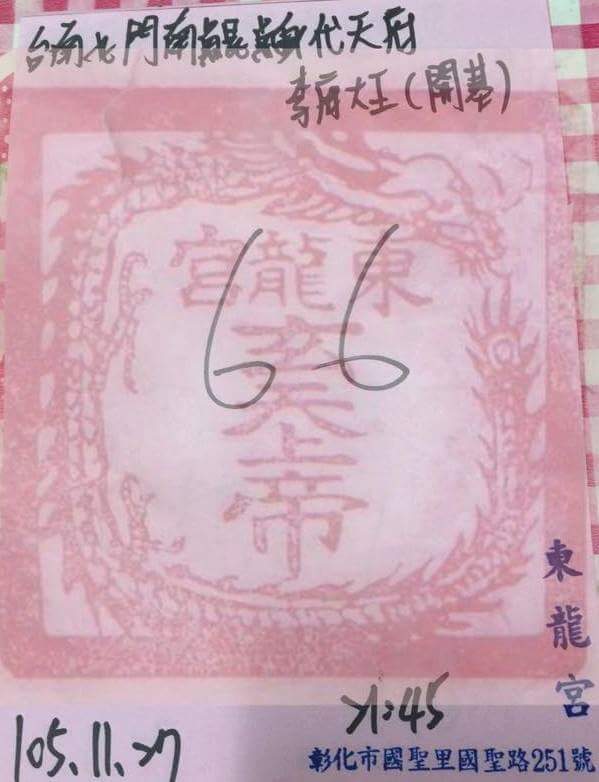 台南北門南鯤鯓代天府
李府大王(開基)
東龍宮
玄天上帝
66
東龍宮
105.11.27
21:45
彰化市國聖里國聖路251號